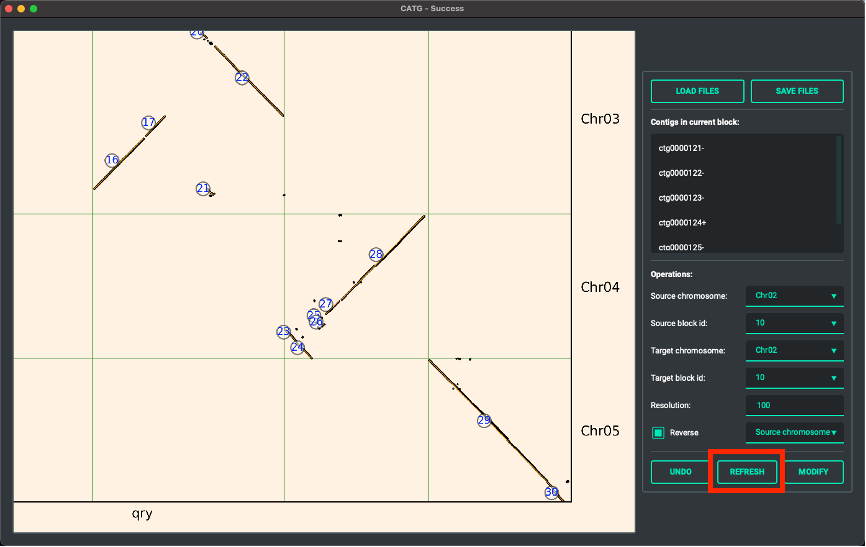 CATG - Success
20
22
17
16
21
28
27
25
26
23
24
29
30
Chr03
Chr04
Chr05
qry
LOAD FILES SAVE FILES
Contigs in current block:
ctg0000121-
ctg0000122-
ctg0000123-
ctg0000124+
ctg0000125-
Operations:
Source chromosome: Chr02
Source block id: 10
Target chromosome: Chr02
Target block id: 10
Resolution: 100
Reverse Source chromosome
UNDO REFRESH MODIFY